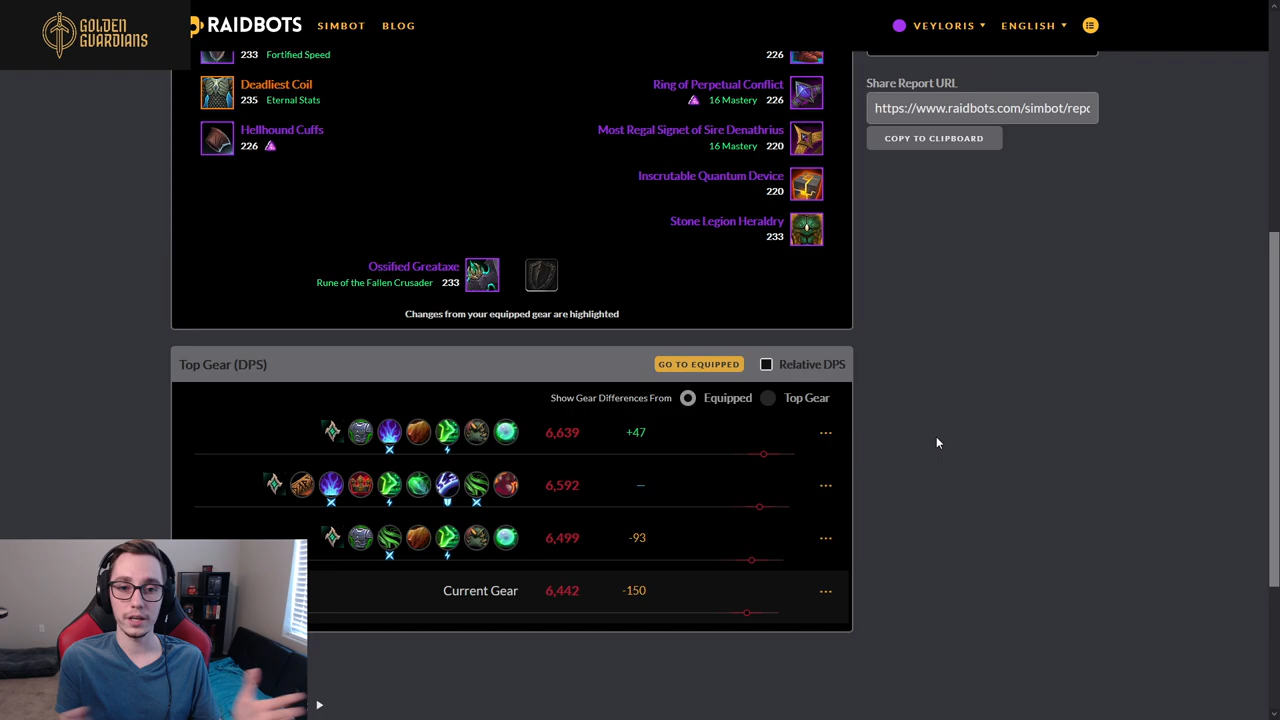 GOLDEN
GUARDIANS
RAIDBOTS
SIMBOT
BLOG
VEYLORIS
ENGLISH
233 Fortified Speed
Deadliest Coil
235 Eternal Stats
Hellhound Cuffs
226
226
Ring of Perpetual Conflict
16 Mastery 226
Most Regal Signet of Sire Denathrius
16 Mastery 220
Inscrutable Quantum Device
220
Stone Legion Heraldry
233
Ossified Greataxe
Rune of the Fallen Crusader 233
Changes from your equipped gear are highlighted
Share Report URL
https://www.raidbots.com/simbot/repo
COPY TO CLIPBOARD
Top Gear (DPS)
GO TO EQUIPPED
Relative DPS
Show Gear Differences From Equipped Top Gear
6,639 +47 ...
6,592 — ...
6,499 -93 ...
Current Gear 6,442 -150 ...